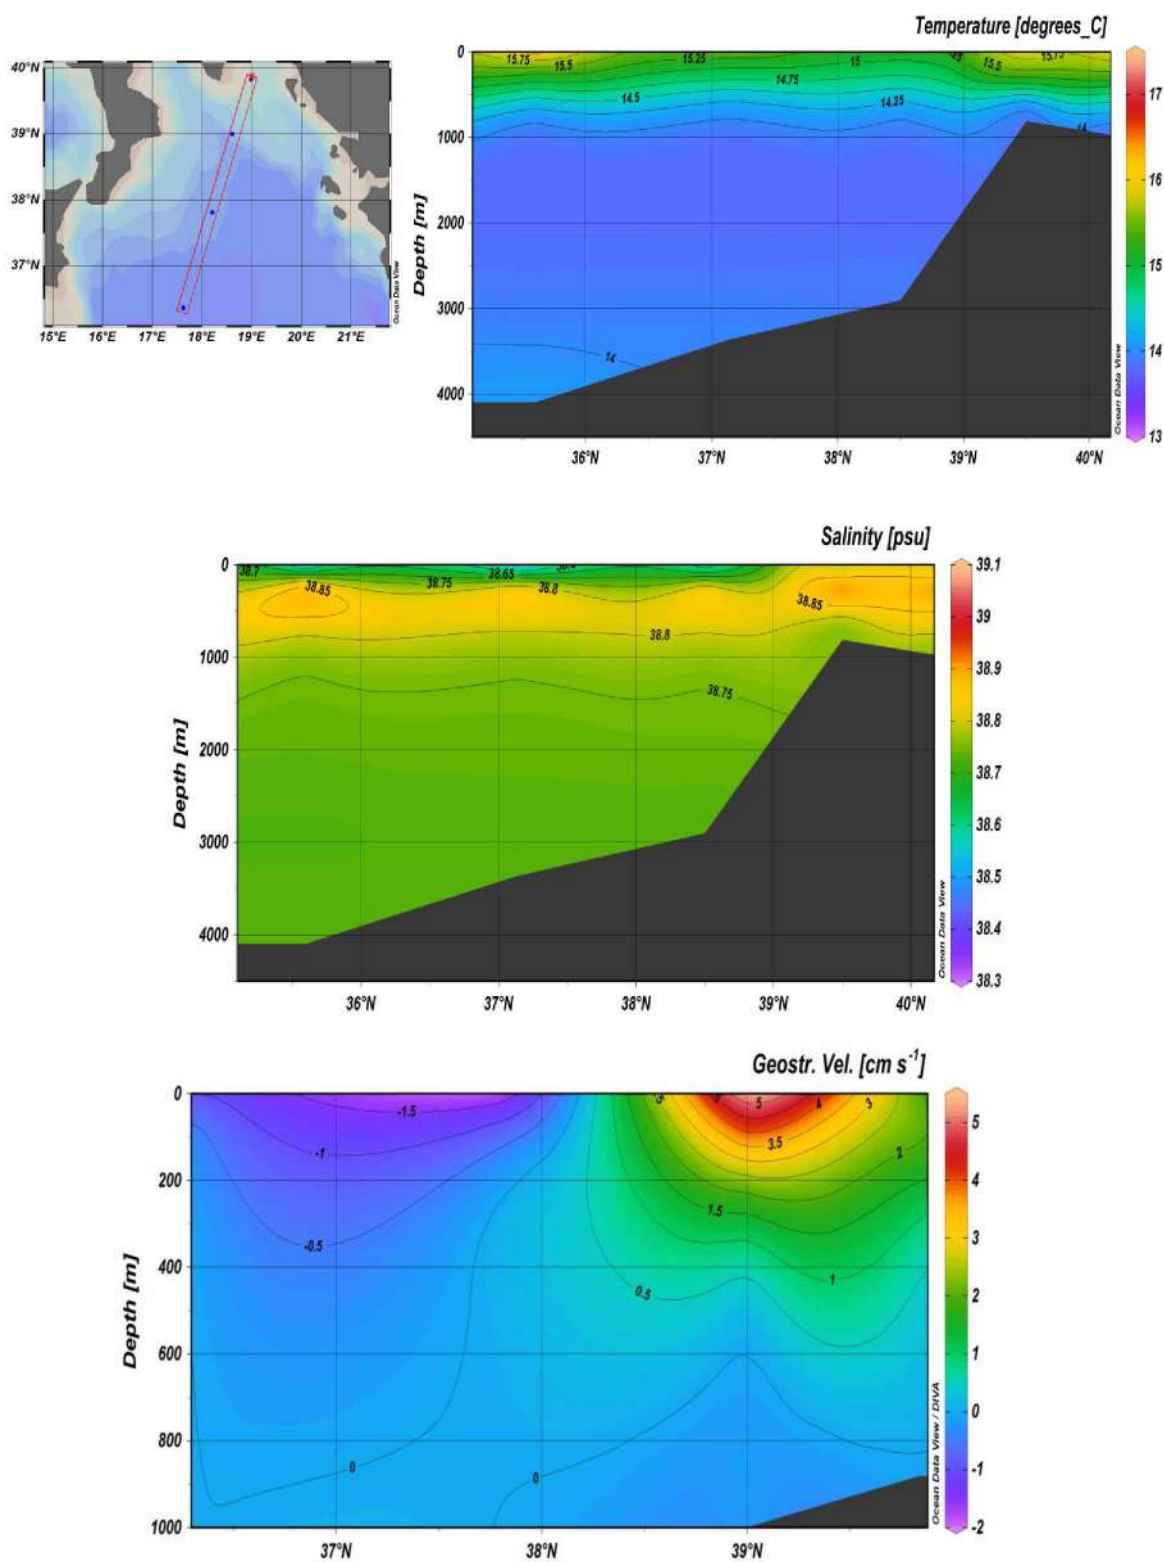 Temperature [degrees_C]
40°N
39°N
38°N
37°N
15°E 16°E 17°E 18°E 19°E 20°E 21°E
Ocean Data View
Depth [m]
0
1000
2000
3000
4000
15.75 15.5 15.25 15 15 15.5 15.75
14.75
14.5 14.25
14
14
36°N 37°N 38°N 39°N 40°N
Ocean Data View
17
16
15
14
13
Salinity [psu]
Depth [m]
0
1000
2000
3000
4000
38.7 38.75 38.65 38.8
38.85 38.85
38.8
38.75
36°N 37°N 38°N 39°N 40°N
Ocean Data View
39.1
39
38.9
38.8
38.7
38.6
38.5
38.4
38.3
Geostr. Vel. [cm s⁻¹]
Depth [m]
0
200
400
600
800
1000
-1.5 5 4 3
-1 3.5 2
-0.5 1.5
0.5 1
0 0
37°N 38°N 39°N
Ocean Data View / DIVA
5
4
3
2
1
0
-1
-2